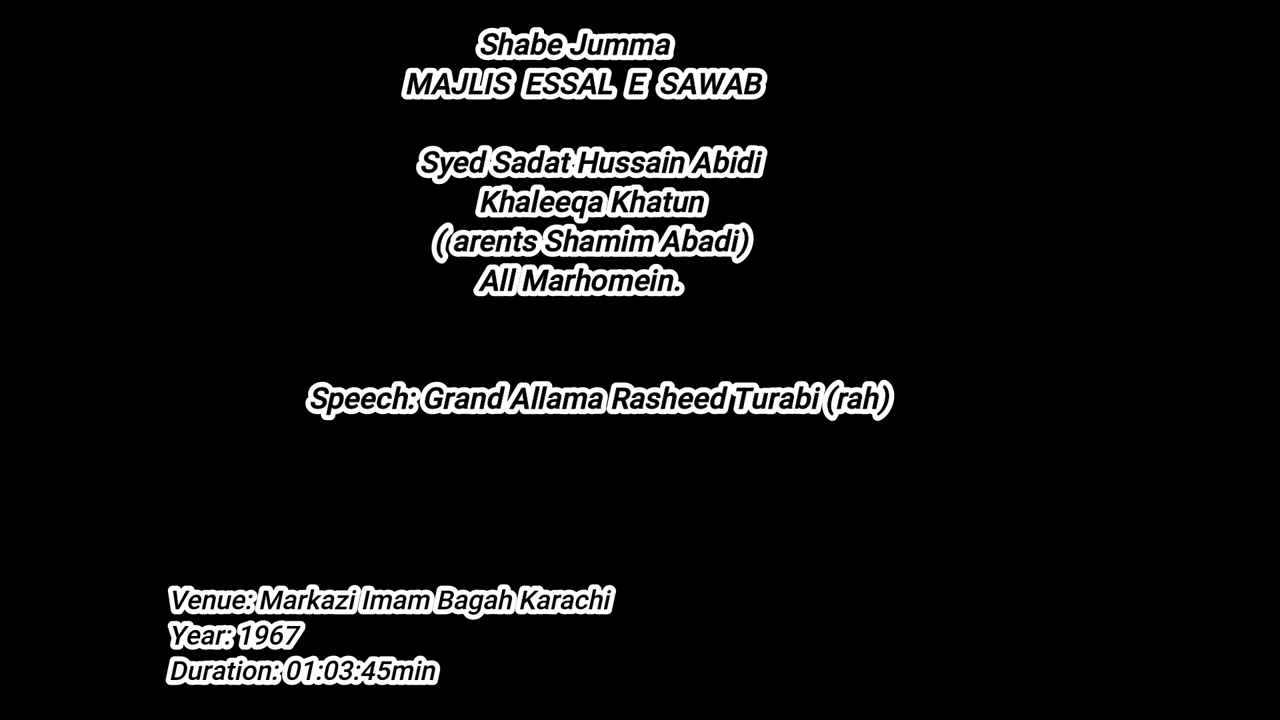 Shabe Jumma
MAJLIS ESSAL E SAWAB
Syed Sadat Hussain Abidi
Khaleeqa Khatun
( arents Shamim Abadi)
All Marhomein.
Speech: Grand Allama Rasheed Turabi (rah)
Venue: Markazi Imam Bagah Karachi
Year: 1967
Duration: 01:03:45min